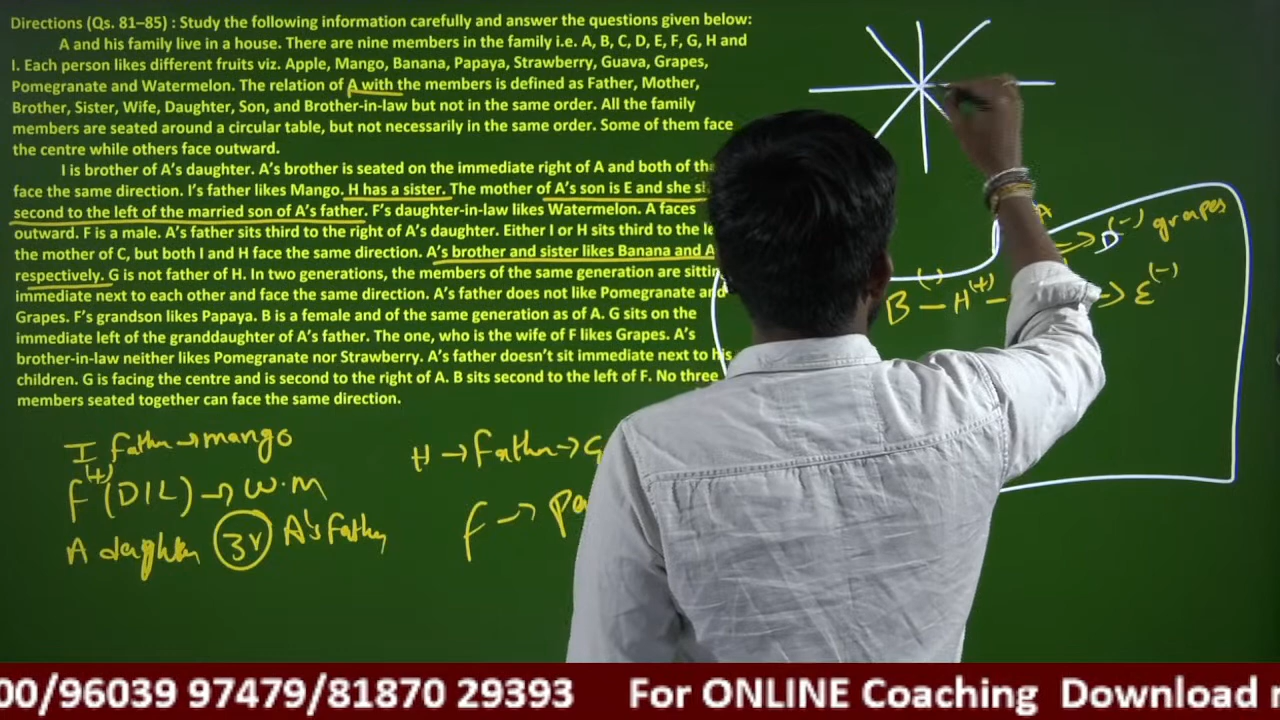 Directions (Qs. 81–85) : Study the following information carefully and answer the questions given below:
A and his family live in a house. There are nine members in the family i.e. A, B, C, D, E, F, G, H and
I. Each person likes different fruits viz. Apple, Mango, Banana, Papaya, Strawberry, Guava, Grapes,
Pomegranate and Watermelon. The relation of A with the members is defined as Father, Mother,
Brother, Sister, Wife, Daughter, Son, and Brother-in-law but not in the same order. All the family
members are seated around a circular table, but not necessarily in the same order. Some of them face
the centre while others face outward.
I is brother of A's daughter. A's brother is seated on the immediate right of A and both of
face the same direction. I's father likes Mango. H has a sister. The mother of A's son is E and she
second to the left of the married son of A's father. F's daughter-in-law likes Watermelon. A faces
outward. F is a male. A's father sits third to the right of A's daughter. Either I or H sits third to the
the mother of C, but both I and H face the same direction. A's brother and sister likes Banana and
respectively. G is not father of H. In two generations, the members of the same generation are
immediate next to each other and face the same direction. A's father does not like Pomegranate and
Grapes. F's grandson likes Papaya. B is a female and of the same generation as of A. G sits on the
immediate left of the granddaughter of A's father. The one, who is the wife of F likes Grapes. A's
brother-in-law neither likes Pomegranate nor Strawberry. A's father doesn't sit immediate next to his
children. G is facing the centre and is second to the right of A. B sits second to the left of F. No three
members seated together can face the same direction.
A
→ D(-) grapes
B(-) – H(+) – → E(-)
I father → mango
F(+) (DIL) → W.M
A daughter 3r A's Father
H → Father → G
F →
00/96039 97479/81870 29393 For ONLINE Coaching Download